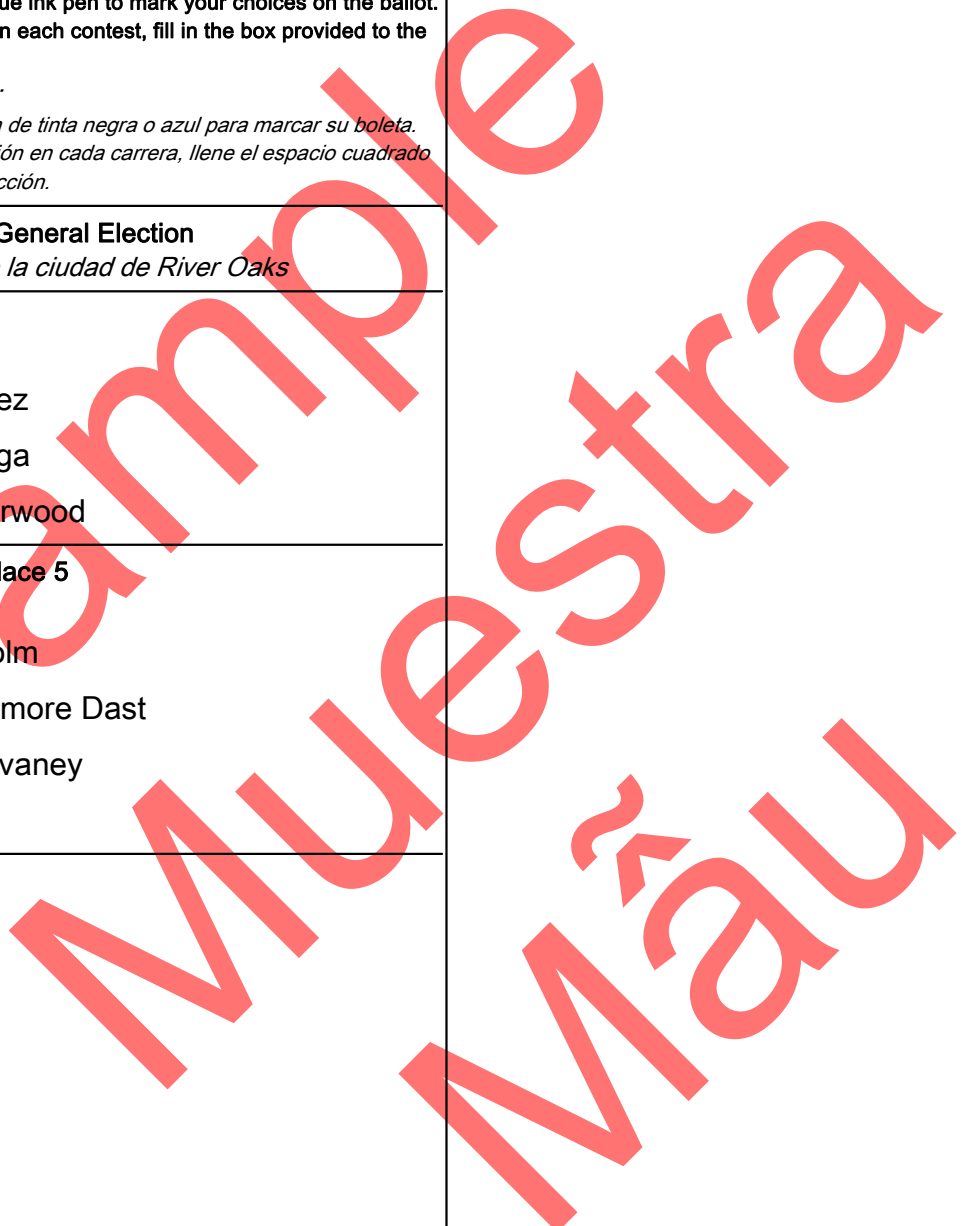 ue ink pen to mark your choices on the ballot.
n each contest, fill in the box provided to the
.
n de tinta negra o azul para marcar su boleta.
ión en cada carrera, llene el espacio cuadrado
cción.
General Election
la ciudad de River Oaks
ez
ga
rwood
lace 5
olm
more Dast
vaney
ample
Muestra
Mẫu